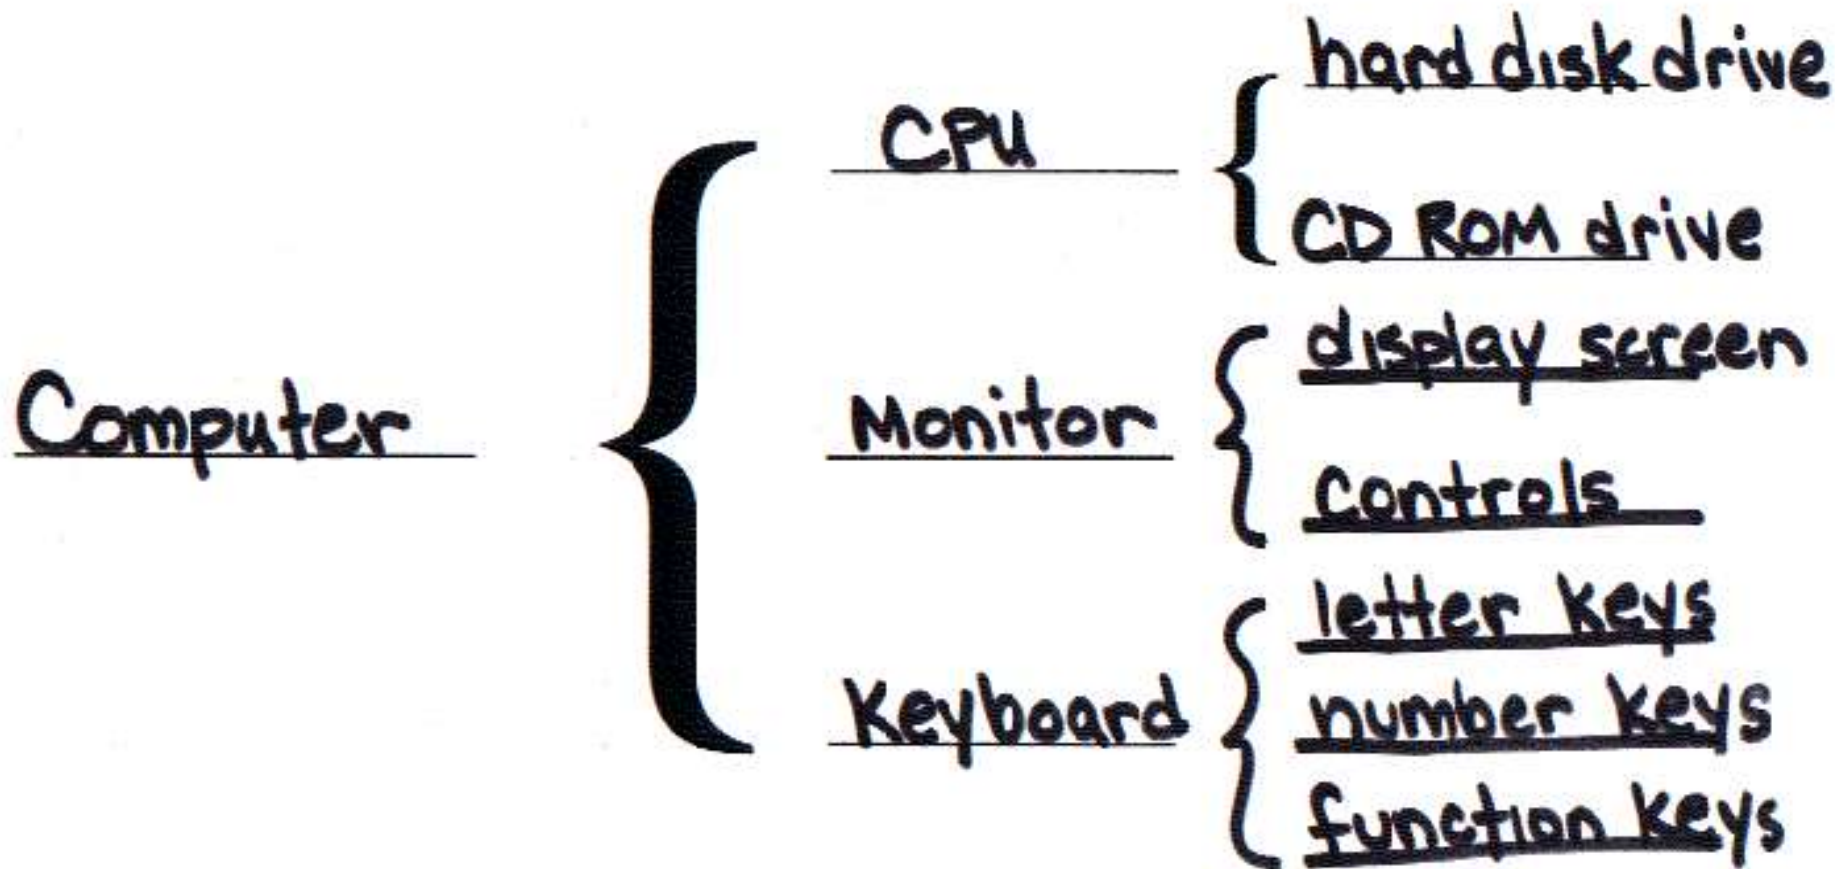 Computer
CPU
hard disk drive
CD ROM drive
Monitor
display screen
Controls
Keyboard
letter keys
number keys
function keys